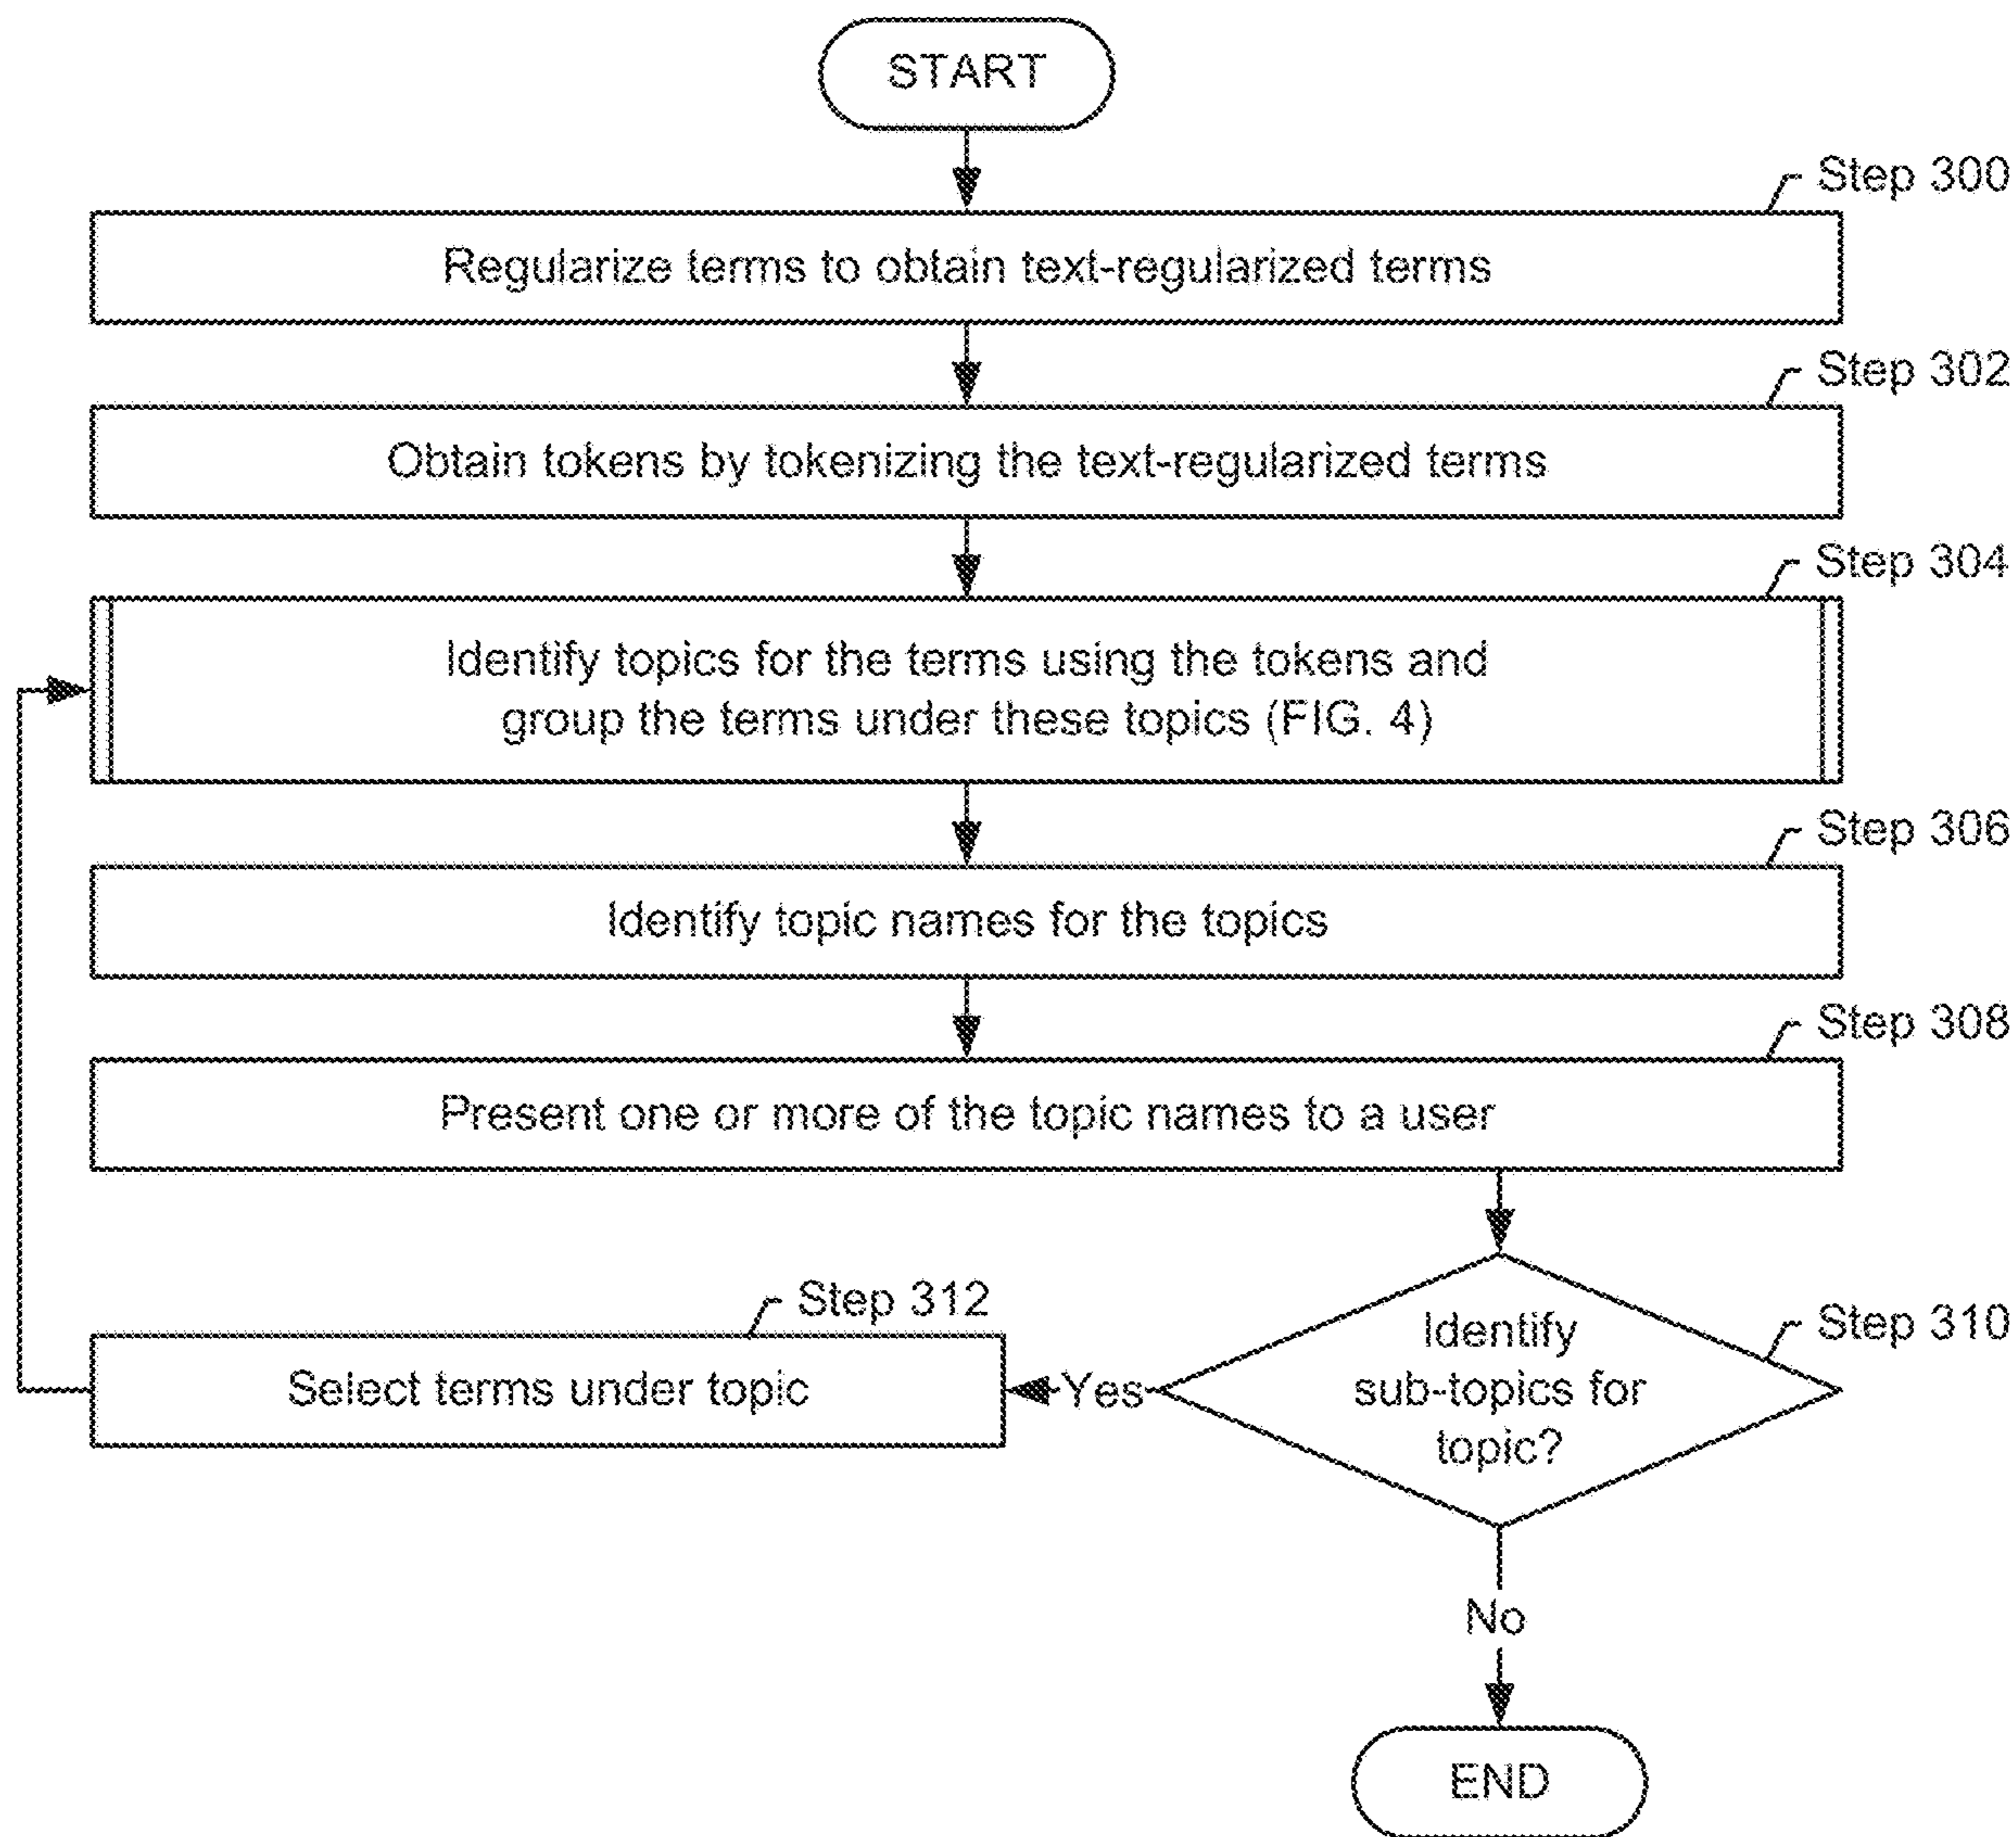 START
Step 300
Regularize terms to obtain text-regularized terms
Step 302
Obtain tokens by tokenizing the text-regularized terms
Step 304
Identify topics for the terms using the tokens and
group the terms under these topics (FIG. 4)
Step 306
Identify topic names for the topics
Step 308
Present one or more of the topic names to a user
Step 312
Select terms under topic
Yes
Step 310
Identify
sub-topics for
topic?
No
END